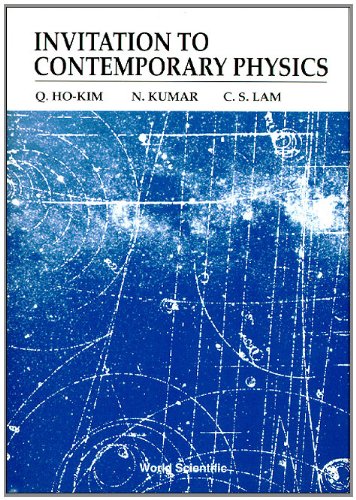 INVITATION TO
CONTEMPORARY PHYSICS
Q. HO-KIM N. KUMAR C. S. LAM
World Scientific